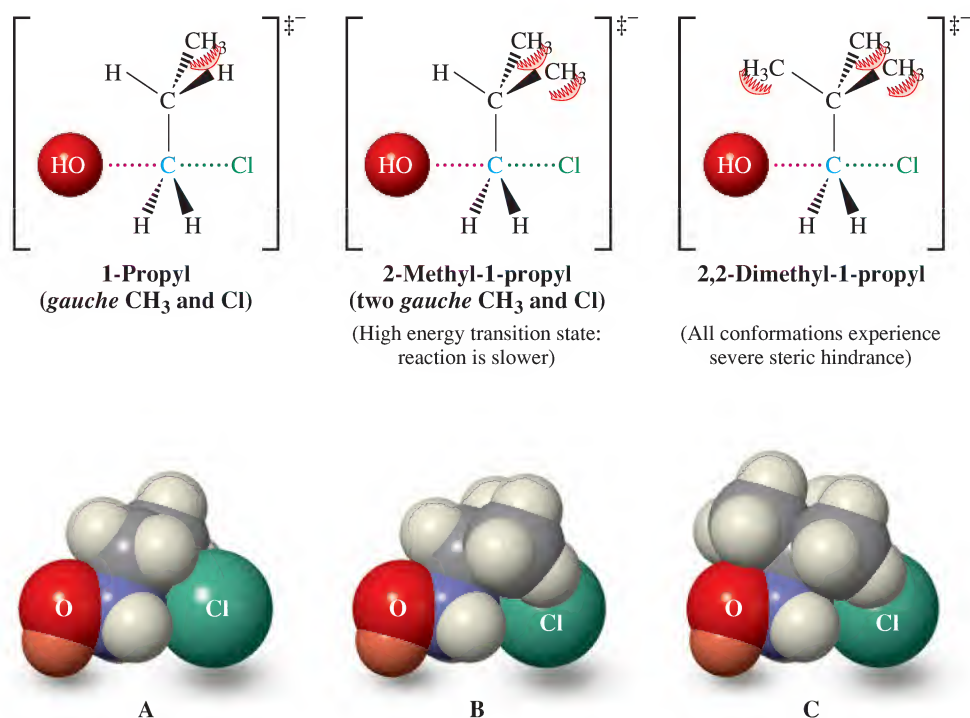 ‡−
CH3
H
H
C
HO
C
Cl
H
H
1-Propyl
(gauche CH3 and Cl)
‡−
CH3
H
CH3
C
HO
C
Cl
H
H
2-Methyl-1-propyl
(two gauche CH3 and Cl)
(High energy transition state:
reaction is slower)
‡−
CH3
H3C
CH3
C
HO
C
Cl
H
H
2,2-Dimethyl-1-propyl
(All conformations experience
severe steric hindrance)
O
Cl
A
O
Cl
B
O
Cl
C